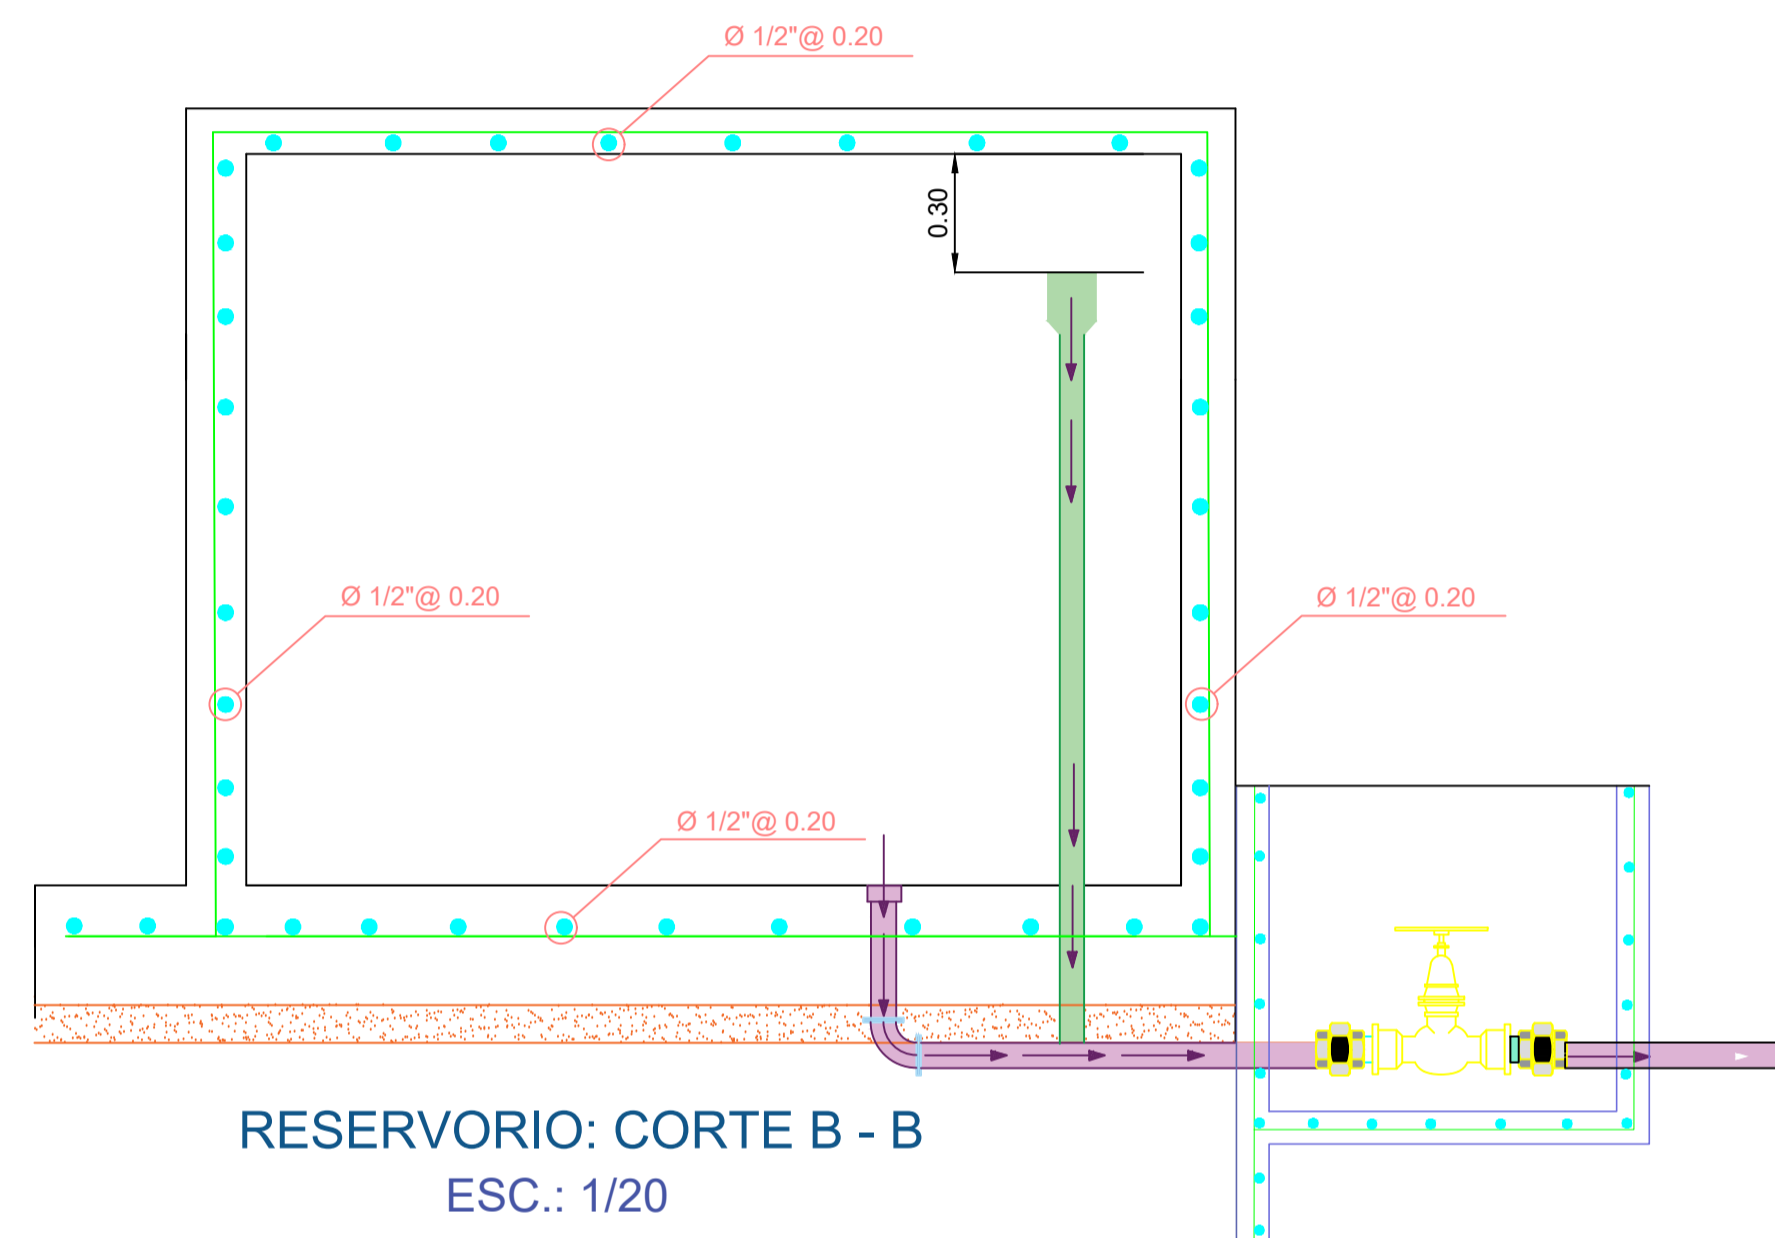 Ø 1/2"@ 0.20
0.30
Ø 1/2"@ 0.20
Ø 1/2"@ 0.20
Ø 1/2"@ 0.20
RESERVORIO: CORTE B - B
ESC.: 1/20